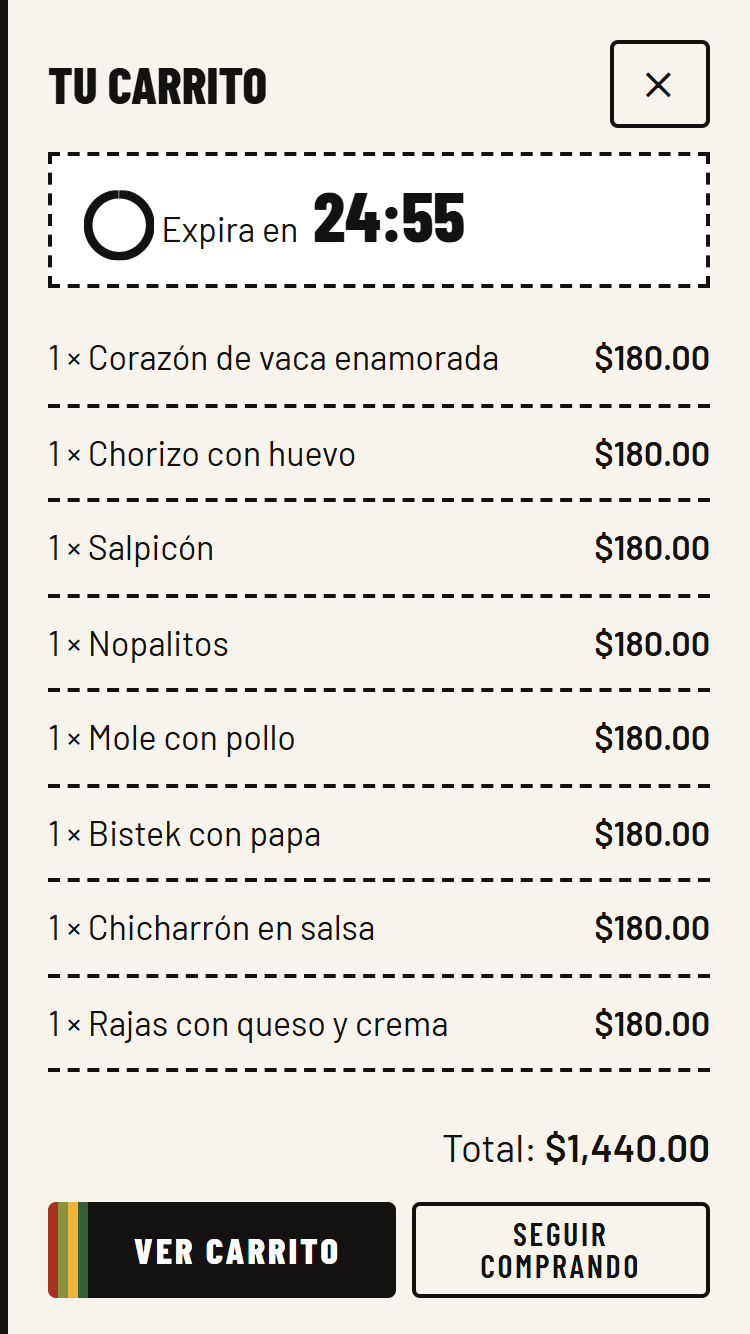 TU CARRITO
×
Expira en 24:55
1 × Corazón de vaca enamorada $180.00
1 × Chorizo con huevo $180.00
1 × Salpicón $180.00
1 × Nopalitos $180.00
1 × Mole con pollo $180.00
1 × Bistek con papa $180.00
1 × Chicharrón en salsa $180.00
1 × Rajas con queso y crema $180.00
Total: $1,440.00
VER CARRITO
SEGUIR
COMPRANDO